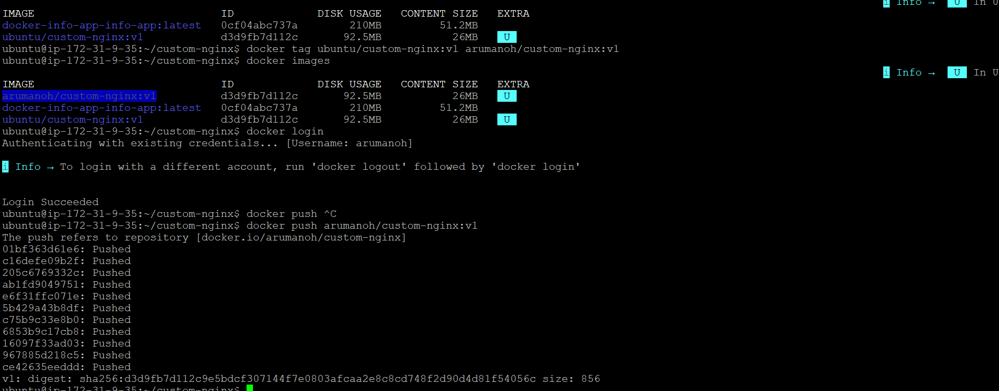 i Info → U In U
IMAGE ID DISK USAGE CONTENT SIZE EXTRA
docker-info-app-info-app:latest 0cf04abc737a 210MB 51.2MB
ubuntu/custom-nginx:v1 d3d9fb7d112c 92.5MB 26MB U
ubuntu@ip-172-31-9-35:~/custom-nginx$ docker tag ubuntu/custom-nginx:v1 arumanoh/custom-nginx:v1
ubuntu@ip-172-31-9-35:~/custom-nginx$ docker images
i Info → U In U
IMAGE ID DISK USAGE CONTENT SIZE EXTRA
arumanoh/custom-nginx:v1 d3d9fb7d112c 92.5MB 26MB U
docker-info-app-info-app:latest 0cf04abc737a 210MB 51.2MB
ubuntu/custom-nginx:v1 d3d9fb7d112c 92.5MB 26MB U
ubuntu@ip-172-31-9-35:~/custom-nginx$ docker login
Authenticating with existing credentials... [Username: arumanoh]
i Info → To login with a different account, run 'docker logout' followed by 'docker login'
Login Succeeded
ubuntu@ip-172-31-9-35:~/custom-nginx$ docker push ^C
ubuntu@ip-172-31-9-35:~/custom-nginx$ docker push arumanoh/custom-nginx:v1
The push refers to repository [docker.io/arumanoh/custom-nginx]
01bf363d61e6: Pushed
c16defe09b2f: Pushed
205c6769332c: Pushed
ab1fd9049751: Pushed
e6f31ffc071e: Pushed
5b429a43b8df: Pushed
c75b9c33e8b0: Pushed
6853b9c17cb8: Pushed
16097f33ad03: Pushed
967885d218c5: Pushed
ce42635eeddd: Pushed
v1: digest: sha256:d3d9fb7d112c9e5bdcf307144f7e0803afcaa2e8c8cd748f2d90d4d81f54056c size: 856
ubuntu@ip-172-31-9-35:~/custom-nginx$